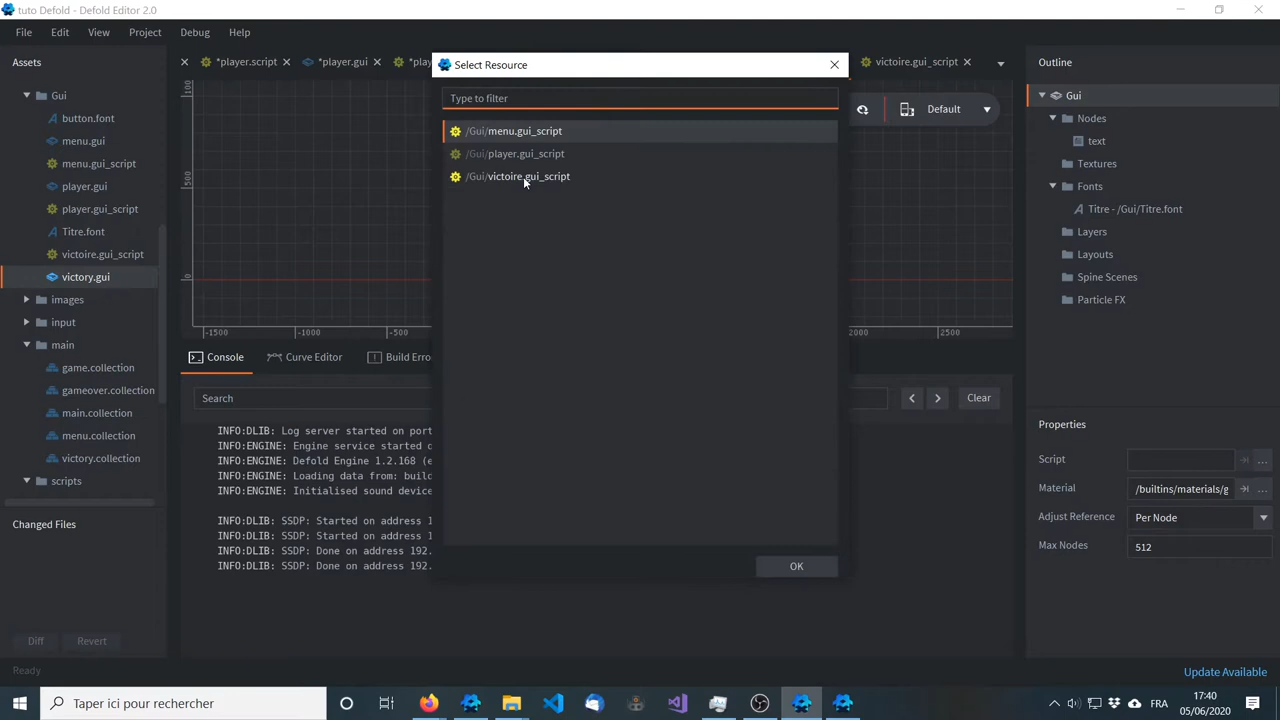 tuto Defold - Defold Editor 2.0
File Edit View Project Debug Help
Assets
Gui
button.font
menu.gui
menu.gui_script
player.gui
player.gui_script
Titre.font
victoire.gui_script
victory.gui
images
input
main
game.collection
gameover.collection
main.collection
menu.collection
victory.collection
scripts
Changed Files
Diff Revert
Ready
*player.script *player.gui victoire.gui_script
100
500
0
-1500 -1000 -500 2000 2500
Default
Select Resource
Type to filter
/Gui/menu.gui_script
/Gui/player.gui_script
/Gui/victoire.gui_script
OK
Console Curve Editor Build Erro
Search
Clear
INFO:DLIB: Log server started on port
INFO:ENGINE: Engine service started o
INFO:ENGINE: Defold Engine 1.2.168 (e
INFO:ENGINE: Loading data from: build
INFO:ENGINE: Initialised sound device
INFO:DLIB: SSDP: Started on address 1
INFO:DLIB: SSDP: Started on address 1
INFO:DLIB: SSDP: Done on address 192.
INFO:DLIB: SSDP: Done on address 192.
Outline
Gui
Nodes
text
Textures
Fonts
Titre - /Gui/Titre.font
Layers
Layouts
Spine Scenes
Particle FX
Properties
Script
Material /builtins/materials/g
Adjust Reference Per Node
Max Nodes 512
Update Available
Taper ici pour rechercher
FRA
17:40
05/06/2020